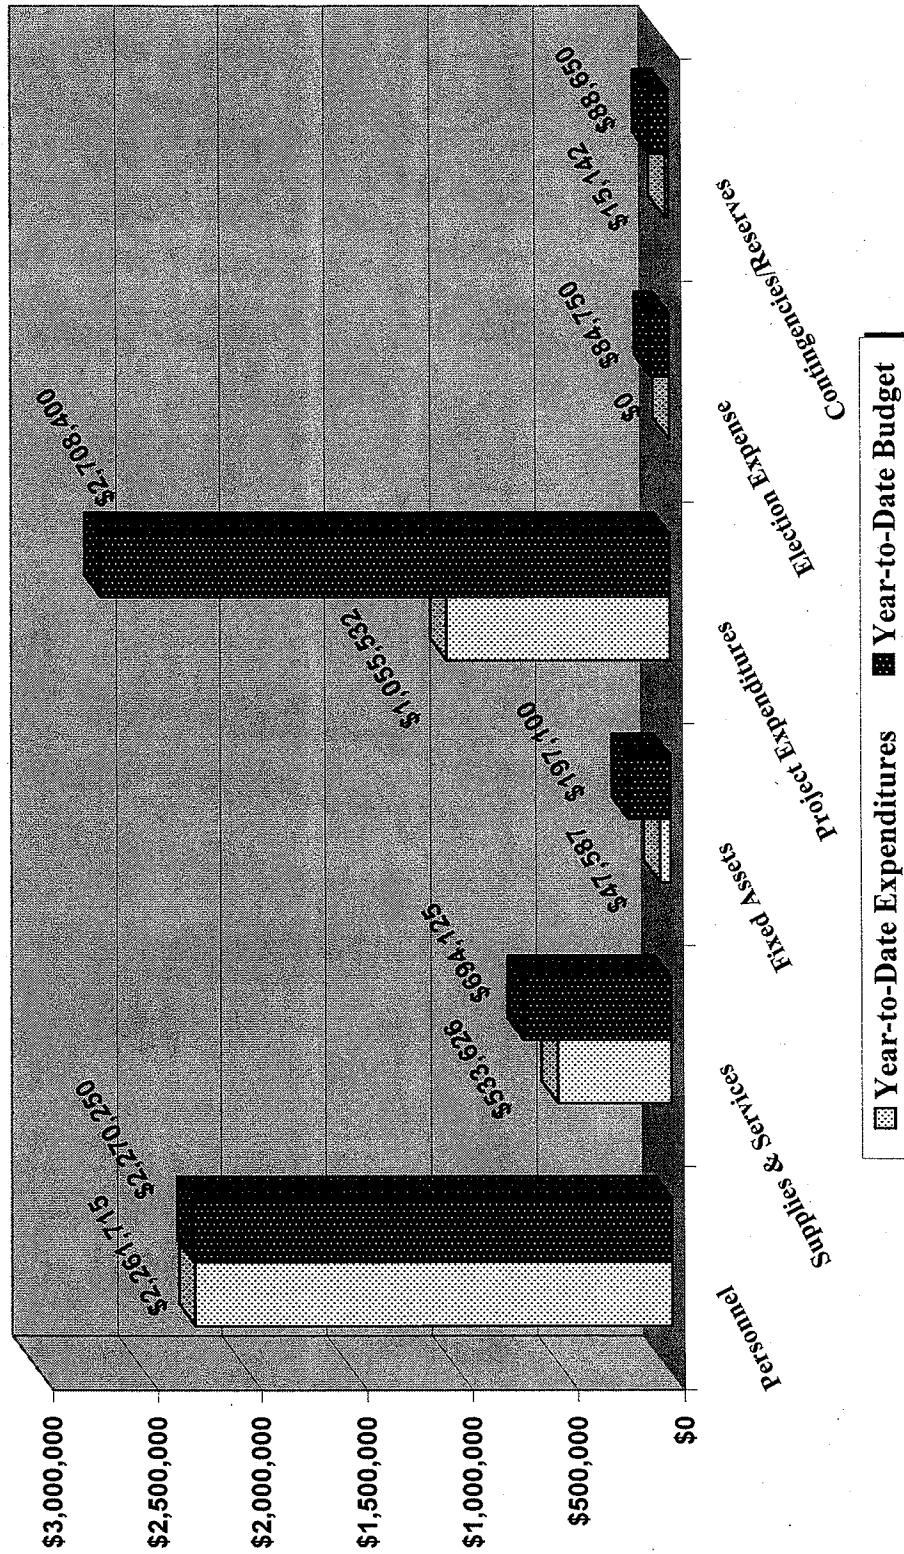 $3,000,000
$2,500,000
$2,000,000
$1,500,000
$1,000,000
$500,000
$0
$2,261,715
$2,270,250
$533,626
$694,125
$47,587
$197,100
$1,055,532
$2,708,400
$0
$84,750
$15,142
$88,650
Personnel
Supplies & Services
Fixed Assets
Project Expenditures
Election Expense
Contingencies/Reserves
Year-to-Date Expenditures Year-to-Date Budget